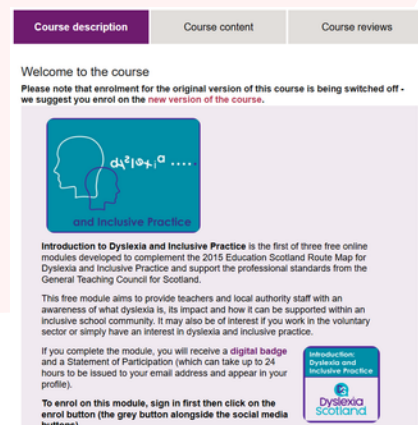 Course description Course content Course reviews
Welcome to the course
Please note that enrolment for the original version of this course is being switched off -
we suggest you enrol on the new version of the course.
dy²l0x,ıa ....
and Inclusive Practice
Introduction to Dyslexia and Inclusive Practice is the first of three free online
modules developed to complement the 2015 Education Scotland Route Map for
Dyslexia and Inclusive Practice and support the professional standards from the
General Teaching Council for Scotland.
This free module aims to provide teachers and local authority staff with an
awareness of what dyslexia is, its impact and how it can be supported within an
inclusive school community. It may also be of interest if you work in the voluntary
sector or simply have an interest in dyslexia and inclusive practice.
If you complete the module, you will receive a digital badge
and a Statement of Participation (which can take up to 24
hours to be issued to your email address and appear in your
profile).
Introduction:
Dyslexia and
Inclusive Practice
Dyslexia
Scotland
To enrol on this module, sign in first then click on the
enrol button (the grey button alongside the social media
buttons)